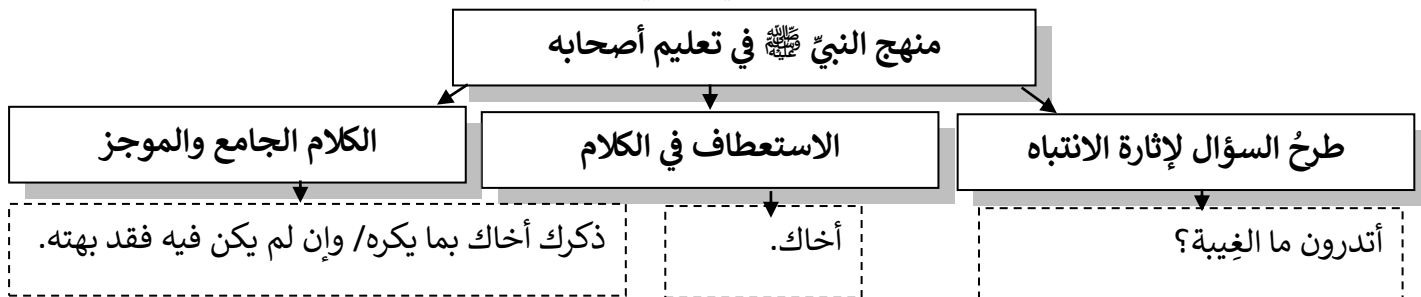 منهج النبيِّ ﷺ في تعليم أصحابه
طرحُ السؤال لإثارة الانتباه
الاستعطاف في الكلام
الكلام الجامع والموجز
أتدرون ما الغِيبة؟
أخاك.
ذكرك أخاك بما يكره/ وإن لم يكن فيه فقد بهته.